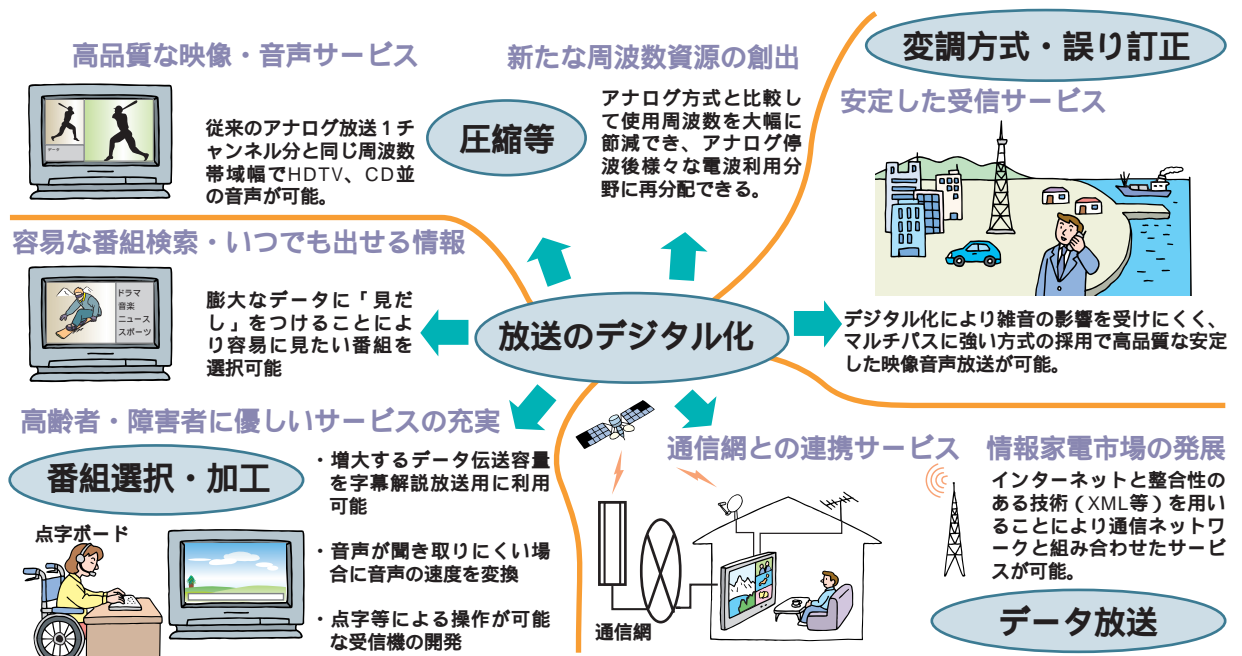 高品質な映像・音声サービス
データ
従来のアナログ放送1チ
ャンネル分と同じ周波数
帯域幅でHDTV、CD並
の音声が可能。
圧縮等
新たな周波数資源の創出
アナログ方式と比較し
て使用周波数を大幅に
節減でき、アナログ停
波後様々な電波利用分
野に再分配できる。
変調方式・誤り訂正
安定した受信サービス
デジタル化により雑音の影響を受けにくく、
マルチパスに強い方式の採用で高品質な安定
した映像音声放送が可能。
容易な番組検索・いつでも出せる情報
ドラマ
音楽
ニュース
スポーツ
膨大なデータに「見だ
し」をつけることによ
り容易に見たい番組を
選択可能
放送のデジタル化
高齢者・障害者に優しいサービスの充実
番組選択・加工
点字ボード
・増大するデータ伝送容量
を字幕解説放送用に利用
可能
・音声が聞き取りにくい場
合に音声の速度を変換
・点字等による操作が可能
な受信機の開発
通信網との連携サービス
通信網
情報家電市場の発展
インターネットと整合性の
ある技術(XML等)を用い
ることにより通信ネットワ
ークと組み合わせたサービ
スが可能。
データ放送